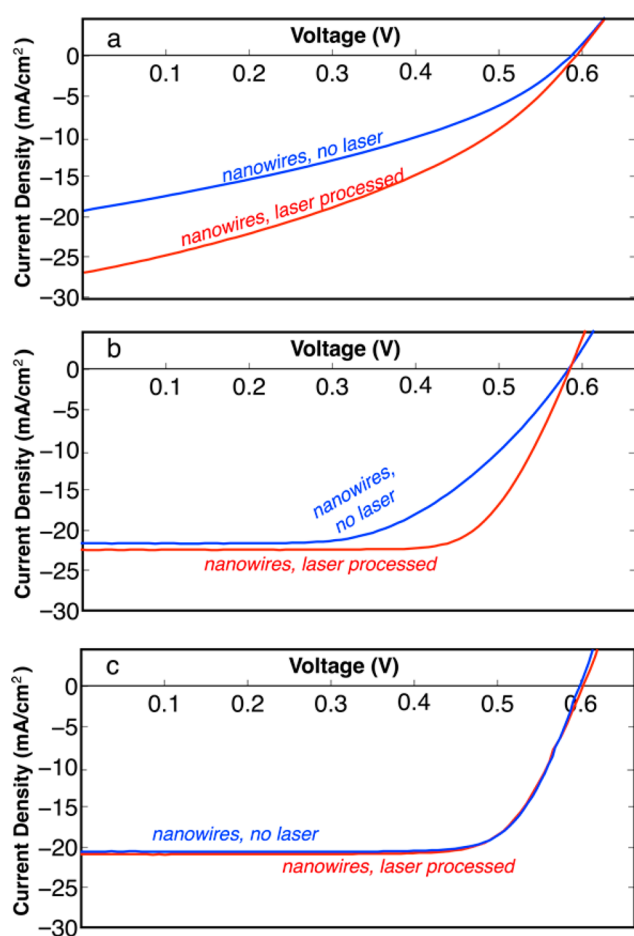 a
Voltage (V)
Current Density (mA/cm²)
0
0.1
0.2
0.3
0.4
0.5
0.6
−5
−10
−15
−20
−25
−30
nanowires, no laser
nanowires, laser processed
b
Voltage (V)
Current Density (mA/cm²)
0
0.1
0.2
0.3
0.4
0.5
0.6
−5
−10
−15
−20
−25
−30
nanowires,
no laser
nanowires, laser processed
c
Voltage (V)
Current Density (mA/cm²)
0
0.1
0.2
0.3
0.4
0.5
0.6
−5
−10
−15
−20
−25
−30
nanowires, no laser
nanowires, laser processed